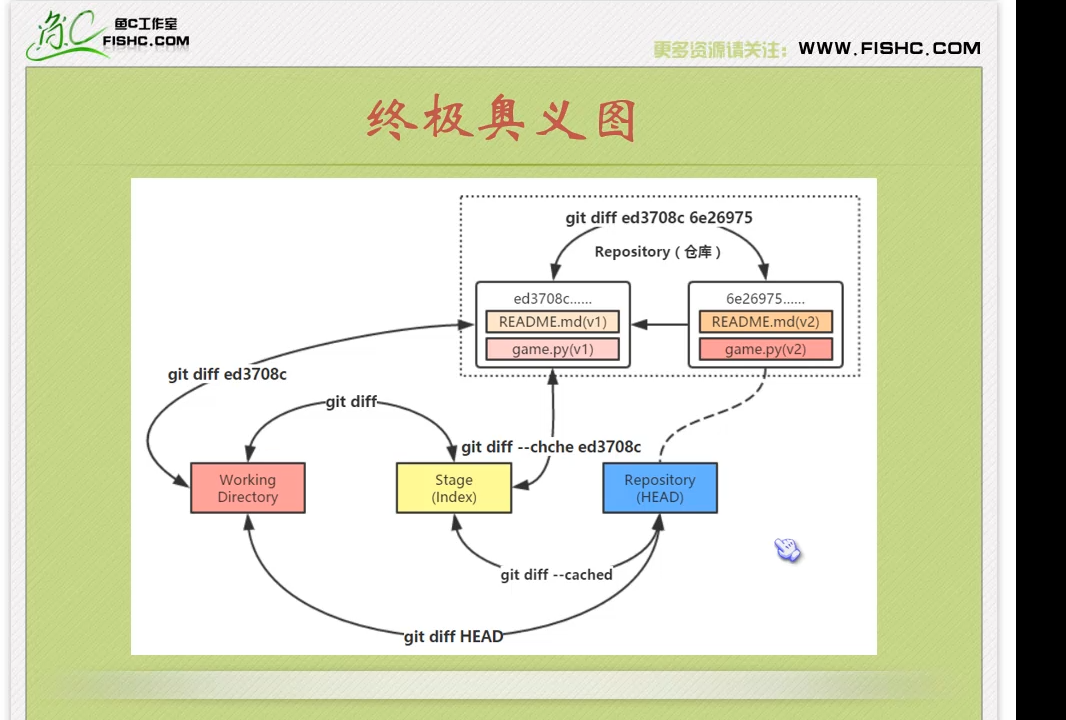 鱼C
鱼C工作室
FISHC.COM
更多资源请关注： WWW.FISHC.COM
终极奥义图
git diff ed3708c 6e26975
Repository（仓库）
ed3708c......
README.md(v1)
game.py(v1)
6e26975......
README.md(v2)
game.py(v2)
git diff ed3708c
git diff
git diff --chche ed3708c
Working
Directory
Stage
(Index)
Repository
(HEAD)
git diff --cached
git diff HEAD